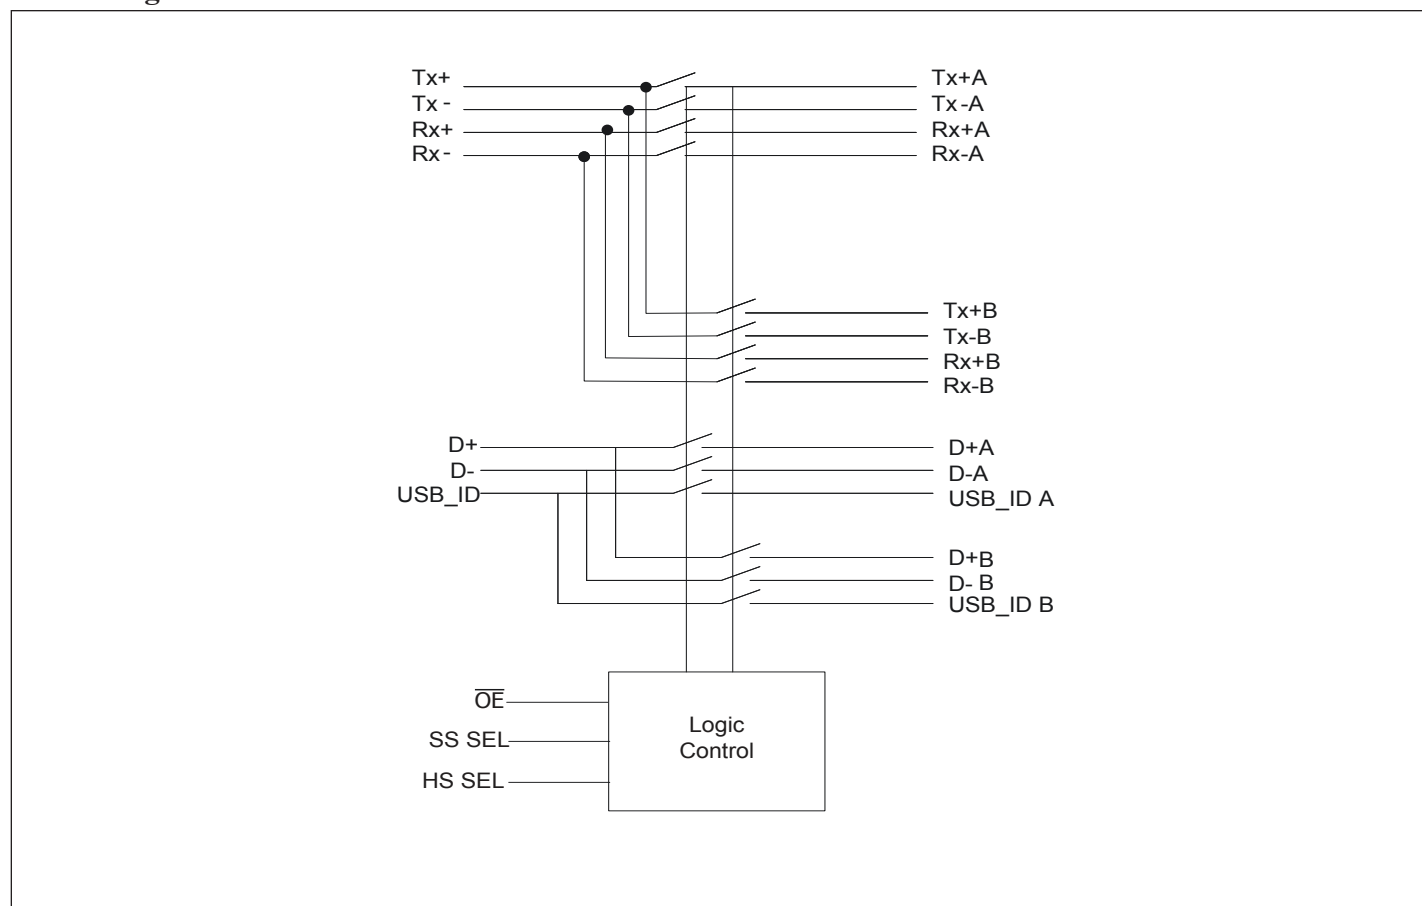 Tx+ Tx+A
Tx - Tx -A
Rx+ Rx+A
Rx - Rx-A
Tx+B
Tx-B
Rx+B
Rx-B
D+ D+A
D- D-A
USB_ID USB_ID A
D+B
D- B
USB_ID B
OE
SS SEL
HS SEL
Logic
Control